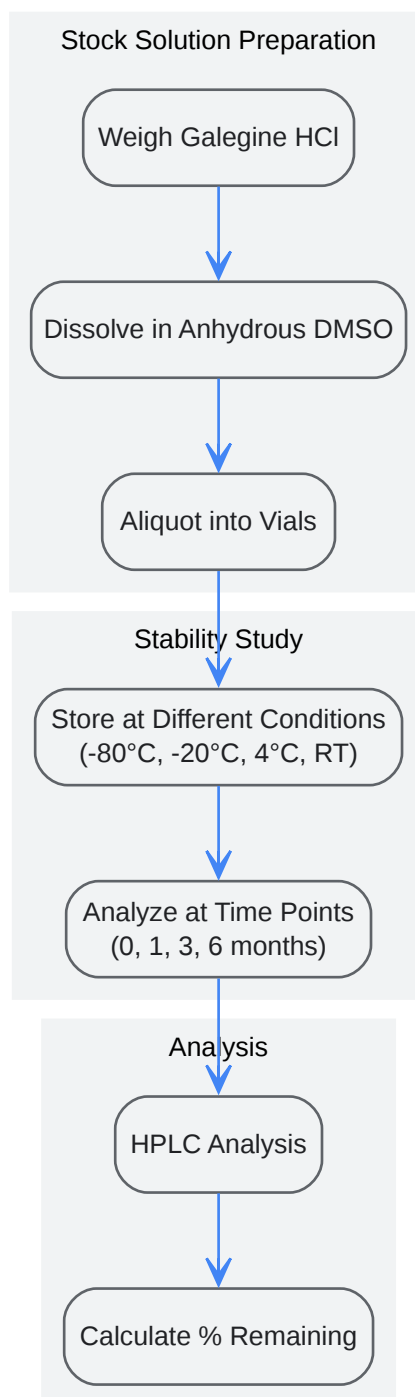 Stock Solution Preparation
Weigh Galegine HCl
Dissolve in Anhydrous DMSO
Aliquot into Vials
Stability Study
Store at Different Conditions
(-80°C, -20°C, 4°C, RT)
Analyze at Time Points
(0, 1, 3, 6 months)
Analysis
HPLC Analysis
Calculate % Remaining